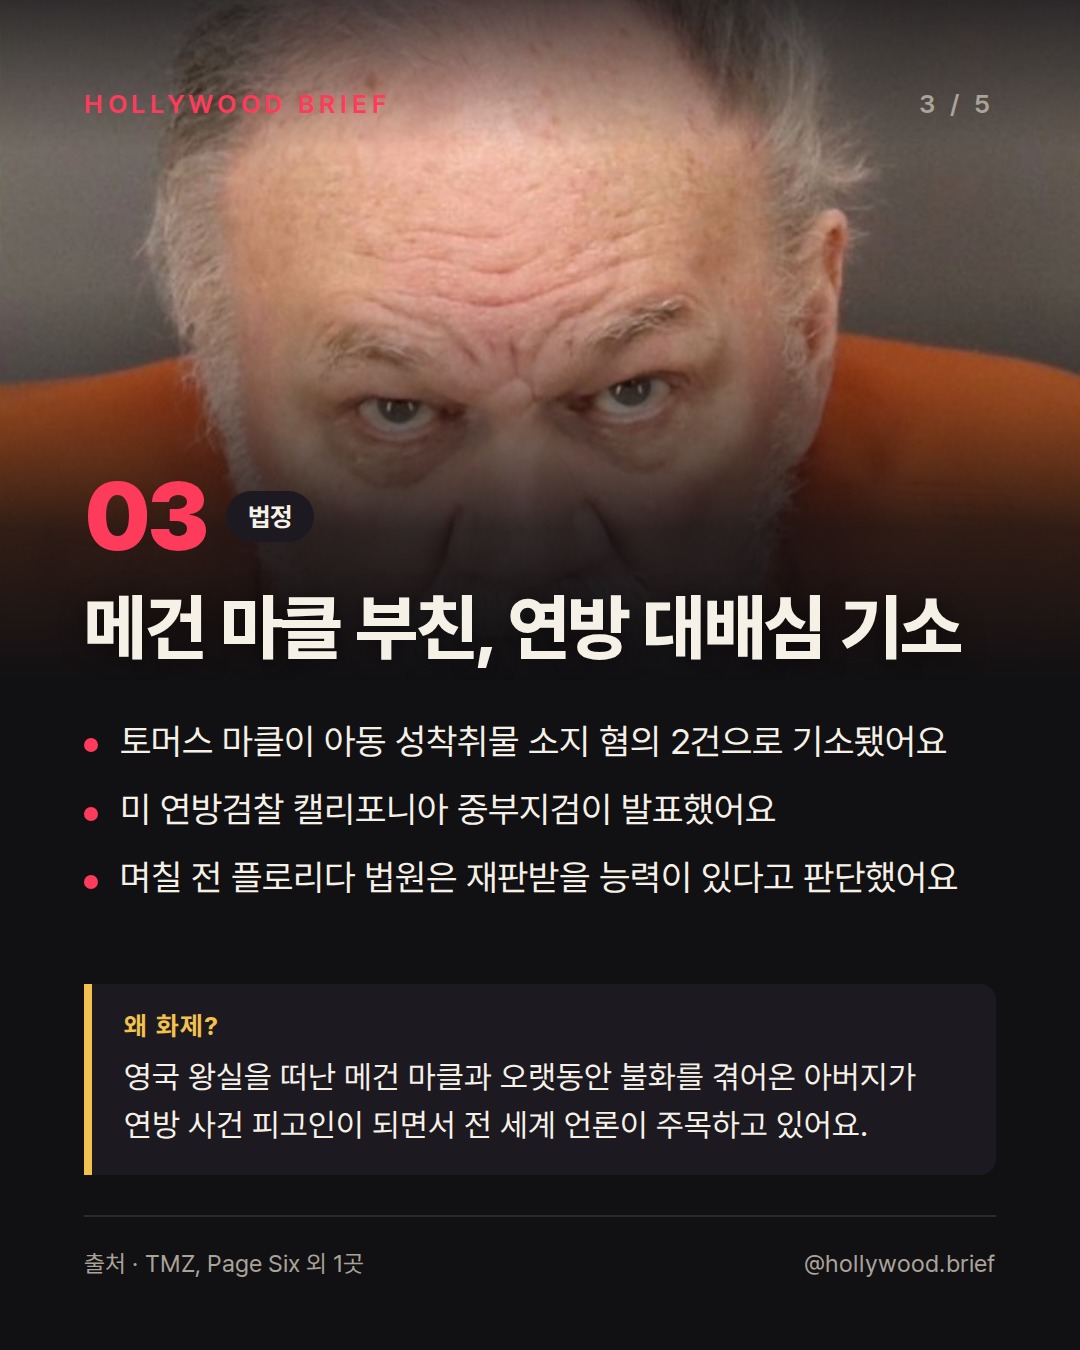 HOLLYWOOD BRIEF
3 / 5
03 법정
메건 마클 부친, 연방 대배심 기소
토머스 마클이 아동 성착취물 소지 혐의 2건으로 기소됐어요
미 연방검찰 캘리포니아 중부지검이 발표했어요
며칠 전 플로리다 법원은 재판받을 능력이 있다고 판단했어요
왜 화제?
영국 왕실을 떠난 메건 마클과 오랫동안 불화를 겪어온 아버지가
연방 사건 피고인이 되면서 전 세계 언론이 주목하고 있어요.
출처 · TMZ, Page Six 외 1곳
@hollywood.brief